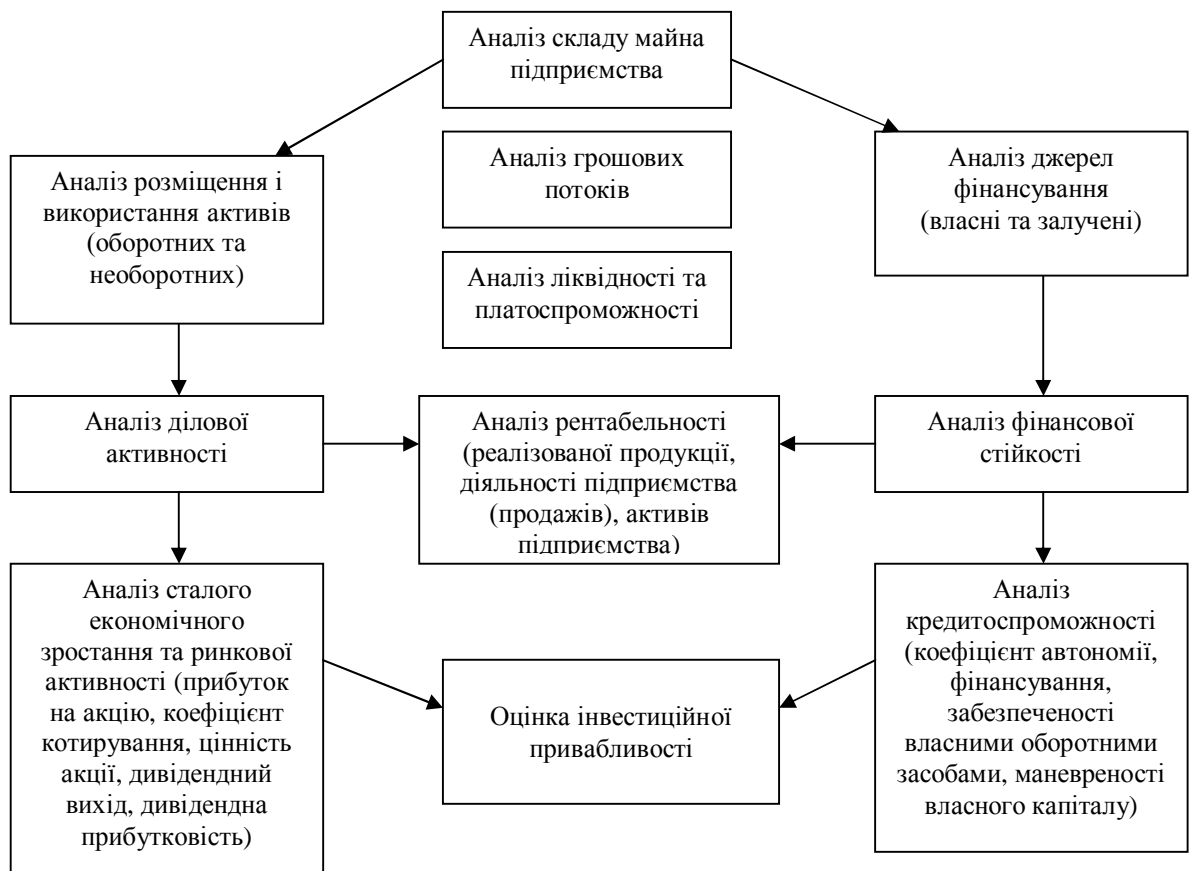 Аналіз складу майна
підприємства
Аналіз розміщення і
використання активів
(оборотних та
необоротних)
Аналіз грошових
потоків
Аналіз джерел
фінансування
(власні та залучені)
Аналіз ліквідності та
платоспроможності
Аналіз ділової
активності
Аналіз рентабельності
(реалізованої продукції,
діяльності підприємства
(продажів), активів
підприємства)
Аналіз фінансової
стійкості
Аналіз сталого
економічного
зростання та ринкової
активності (прибуток
на акцію, коефіцієнт
котирування, цінність
акції, дивідендний
вихід, дивідендна
прибутковість)
Оцінка інвестиційної
привабливості
Аналіз
кредитоспроможності
(коефіцієнт автономії,
фінансування,
забезпеченості
власними оборотними
засобами, маневреності
власного капіталу)